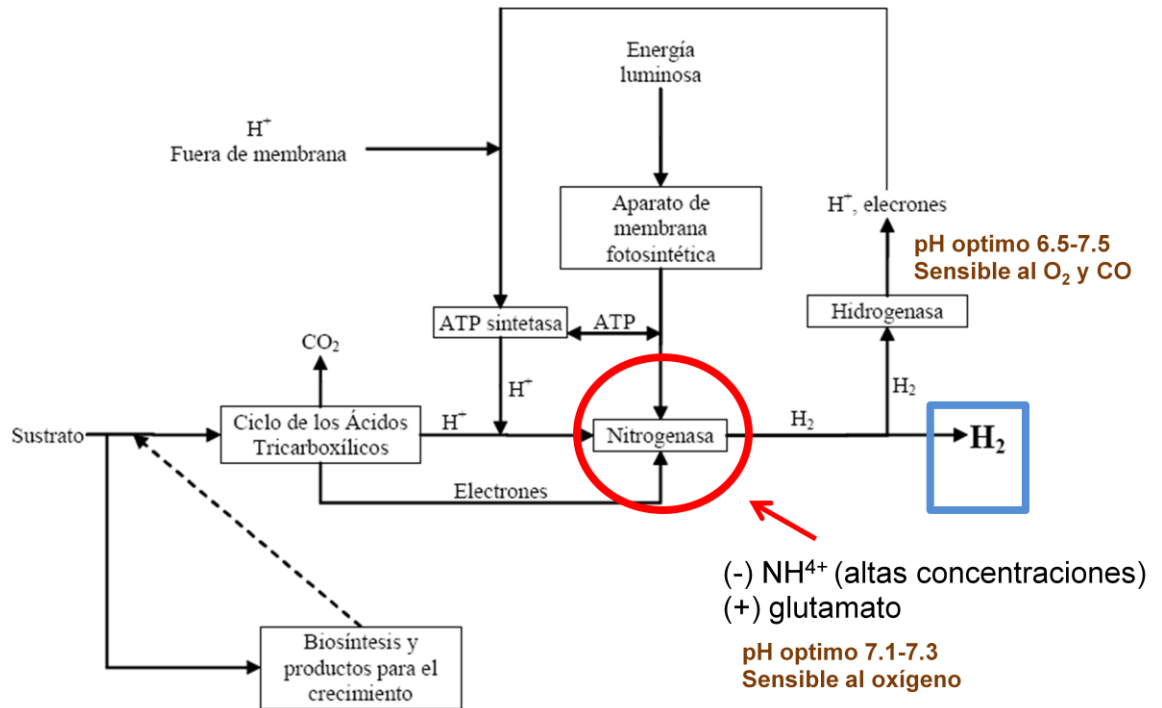 Energía
luminosa
H⁺
Fuera de membrana
Aparato de
membrana
fotosintética
H⁺, elecrones
pH optimo 6.5-7.5
Sensible al O₂ y CO
ATP sintetasa
ATP
Hidrogenasa
CO₂
H⁺
H₂
Sustrato
Ciclo de los Ácidos
Tricarboxílicos
H⁺
Nitrogenasa
H₂
H₂
Electrones
(-) NH⁴⁺ (altas concentraciones)
(+) glutamato
Biosíntesis y
productos para el
crecimiento
pH optimo 7.1-7.3
Sensible al oxígeno